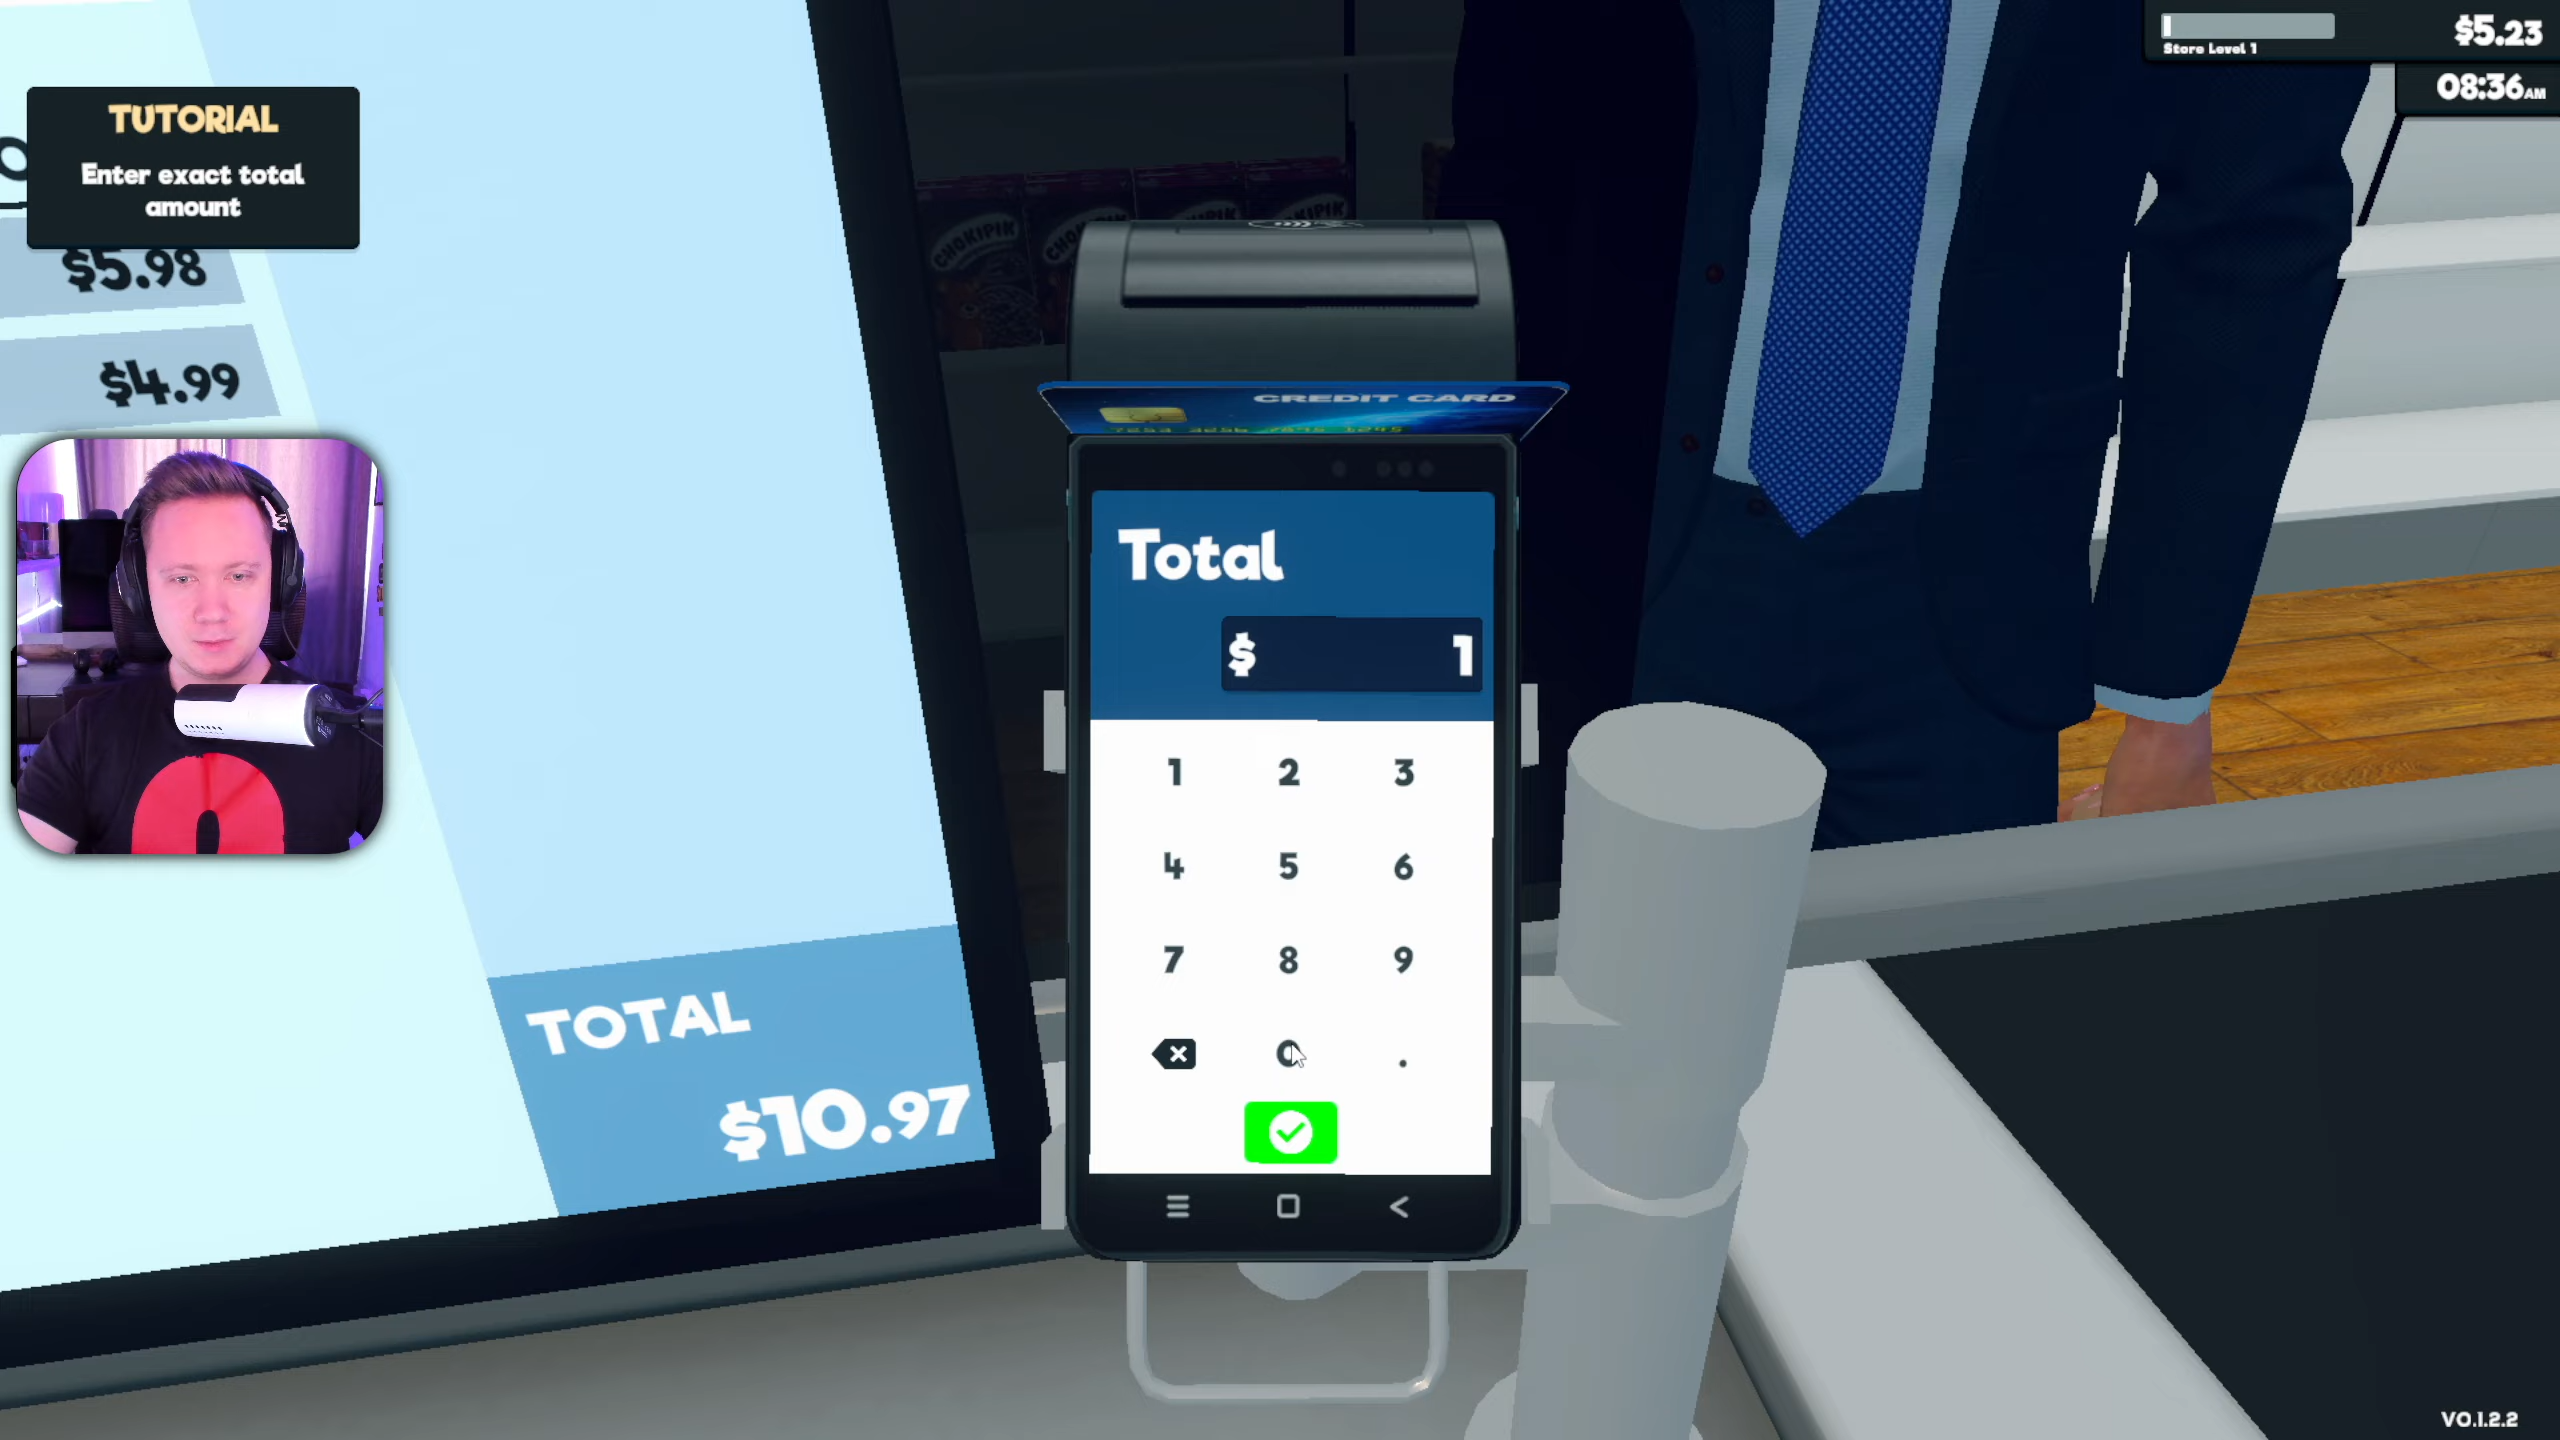 TUTORIAL
Enter exact total
amount
$5.98
$4.99
TOTAL
$10.97
CHOKIPIK
CREDIT CARD
Total
$ 1
1 2 3
4 5 6
7 8 9
0 .
Store Level 1
$5.23
08:36AM
V0.1.2.2